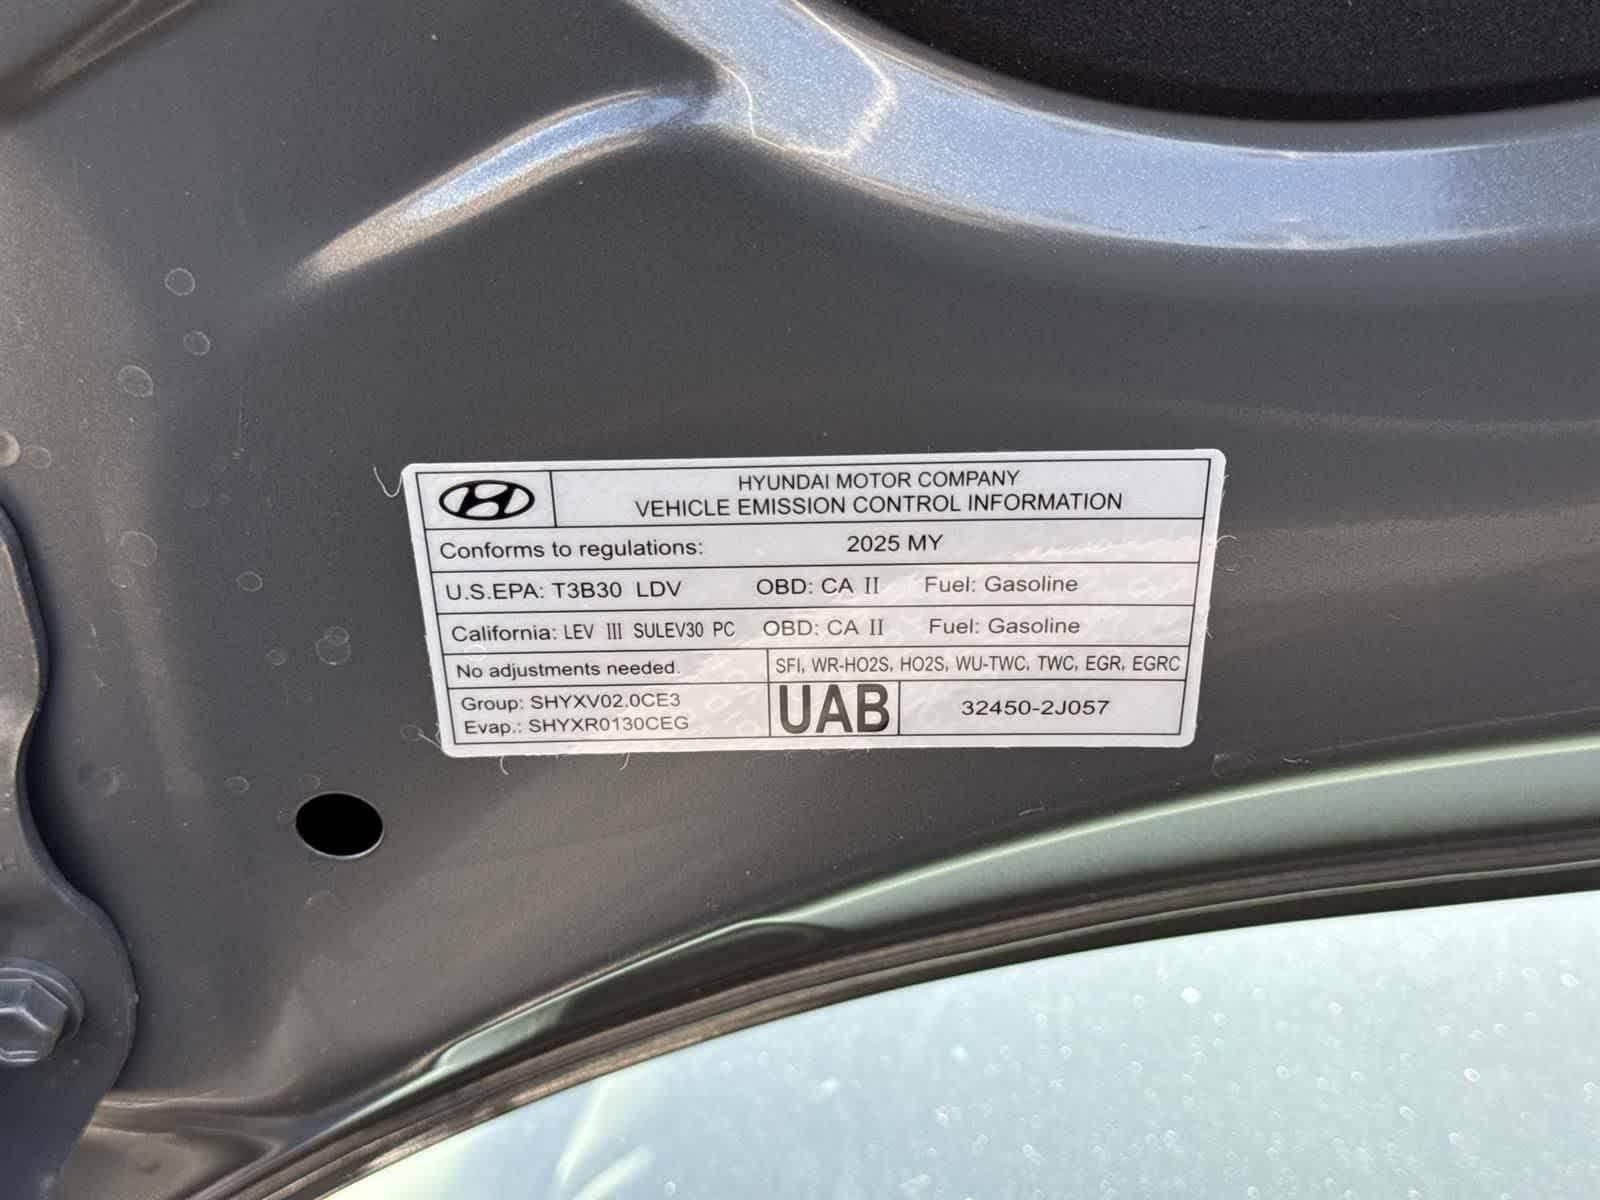 HYUNDAI MOTOR COMPANY
VEHICLE EMISSION CONTROL INFORMATION
Conforms to regulations: 2025 MY
U.S.EPA: T3B30 LDV OBD: CA II Fuel: Gasoline
California: LEV III SULEV30 PC OBD: CA II Fuel: Gasoline
No adjustments needed. SFI, WR-HO2S, HO2S, WU-TWC, TWC, EGR, EGRC
Group: SHYXV02.0CE3
Evap.: SHYXR0130CEG
UAB
32450-2J057